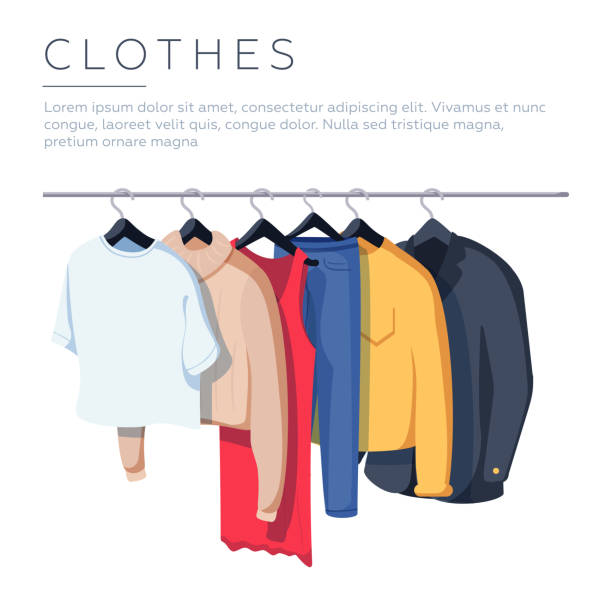 CLOTHES
Lorem ipsum dolor sit amet, consectetur adipiscing elit. Vivamus et nunc
congue, laoreet velit quis, congue dolor. Nulla sed tristique magna,
pretium ornare magna